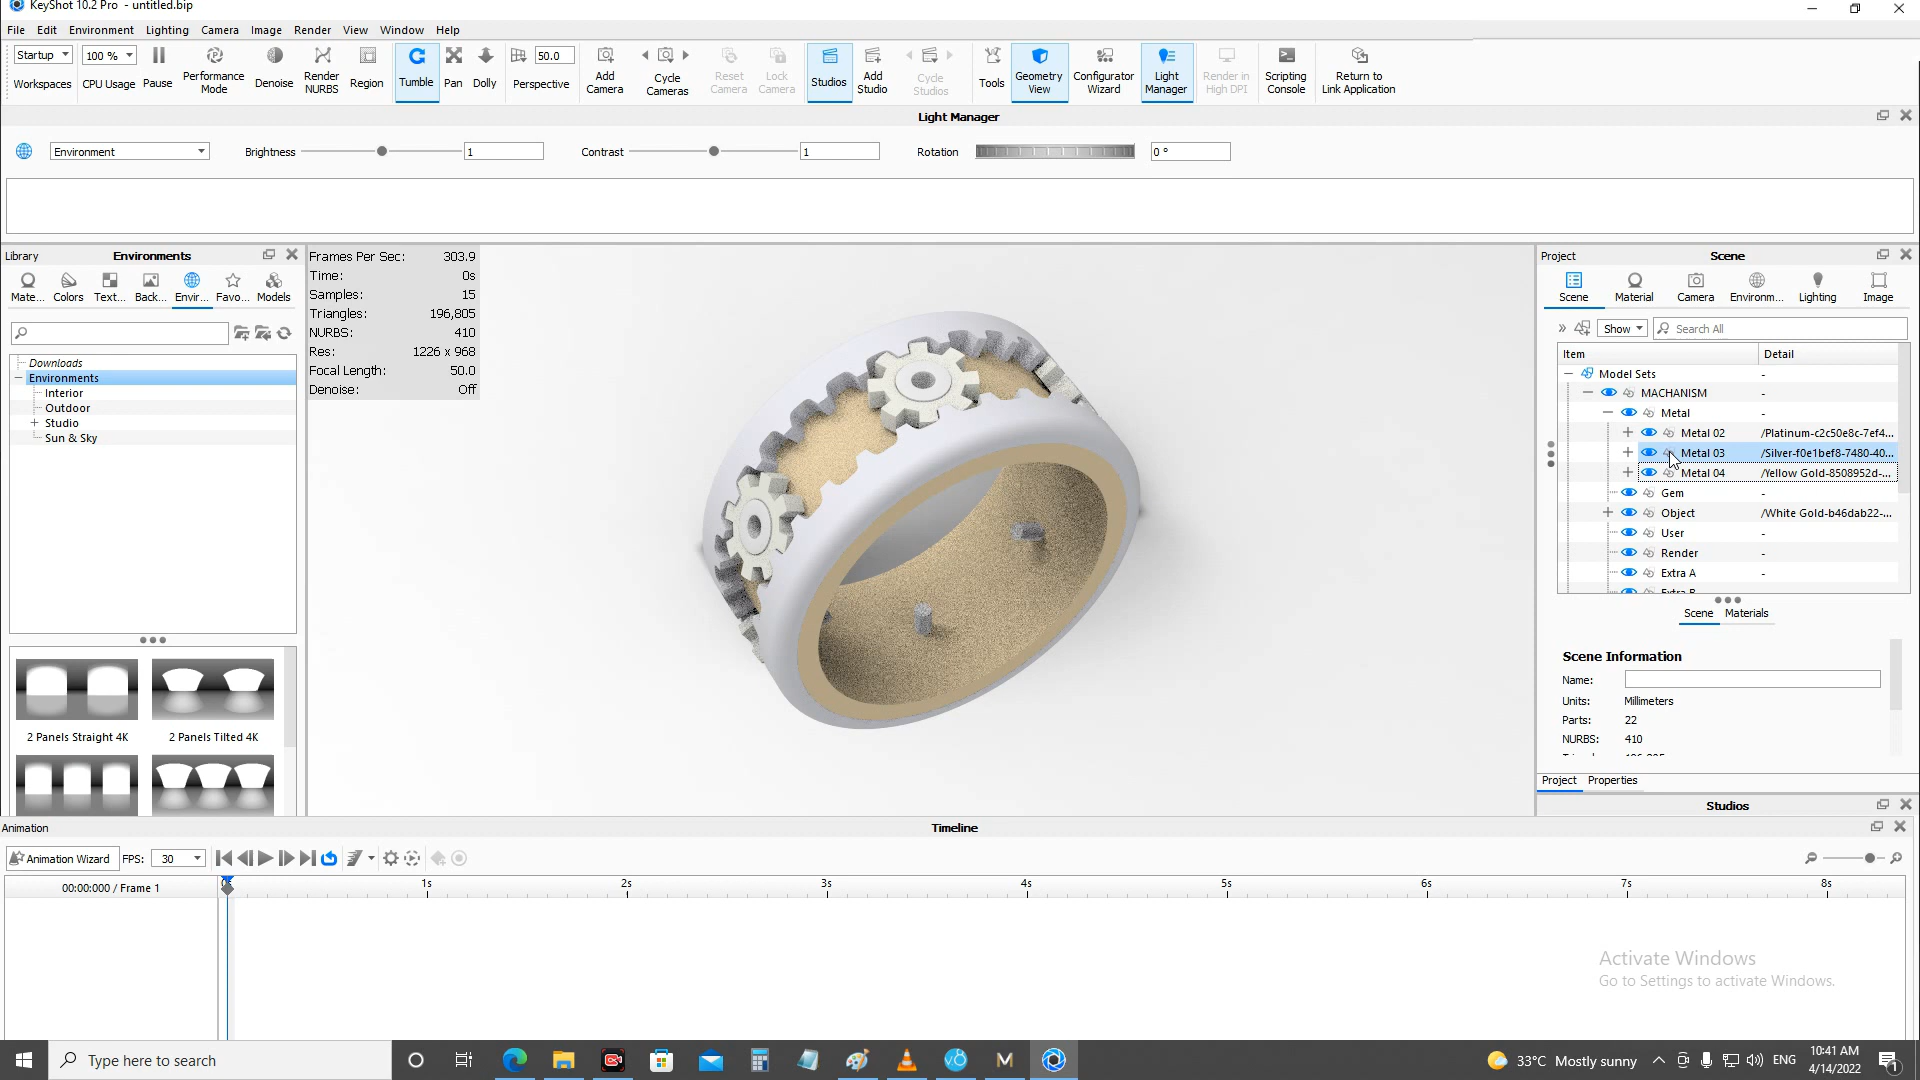 KeyShot 10.2 Pro - untitled.bip
File Edit Environment Lighting Camera Image Render View Window Help
Startup 100 % 50.0
Workspaces CPU Usage Pause Performance Mode Denoise Render NURBS Region Tumble Pan Dolly Perspective Add Camera Cycle Cameras Reset Camera Lock Camera Studios Add Studio Cycle Studios Tools Geometry View Configurator Wizard Light Manager Render in High DPI Scripting Console Return to Link Application
Light Manager
Environment Brightness 1 Contrast 1 Rotation 0 °
Library Environments
Mate... Colors Text... Back... Envir... Favo... Models
Downloads
Environments
Interior
Outdoor
Studio
Sun & Sky
2 Panels Straight 4K 2 Panels Tilted 4K
Frames Per Sec: 303.9
Time: 0s
Samples: 15
Triangles: 196,805
NURBS: 410
Res: 1226 x 968
Focal Length: 50.0
Denoise: Off
Project Scene
Scene Material Camera Environm... Lighting Image
Show Search All
Item Detail
Model Sets -
MACHANISM -
Metal -
Metal 02 /Platinum-c2c50e8c-7ef4...
Metal 03 /Silver-f0e1bef8-7480-40...
Metal 04 /Yellow Gold-8508952d-...
Gem -
Object /White Gold-b46dab22-...
User -
Render -
Extra A -
Extra B
Scene Materials
Scene Information
Name:
Units: Millimeters
Parts: 22
NURBS: 410
Project Properties
Studios
Animation Timeline
Animation Wizard FPS: 30
00:00:000 / Frame 1 1s 2s 3s 4s 5s 6s 7s 8s
Activate Windows
Go to Settings to activate Windows.
Type here to search 33°C Mostly sunny ENG 10:41 AM
4/14/2022 1